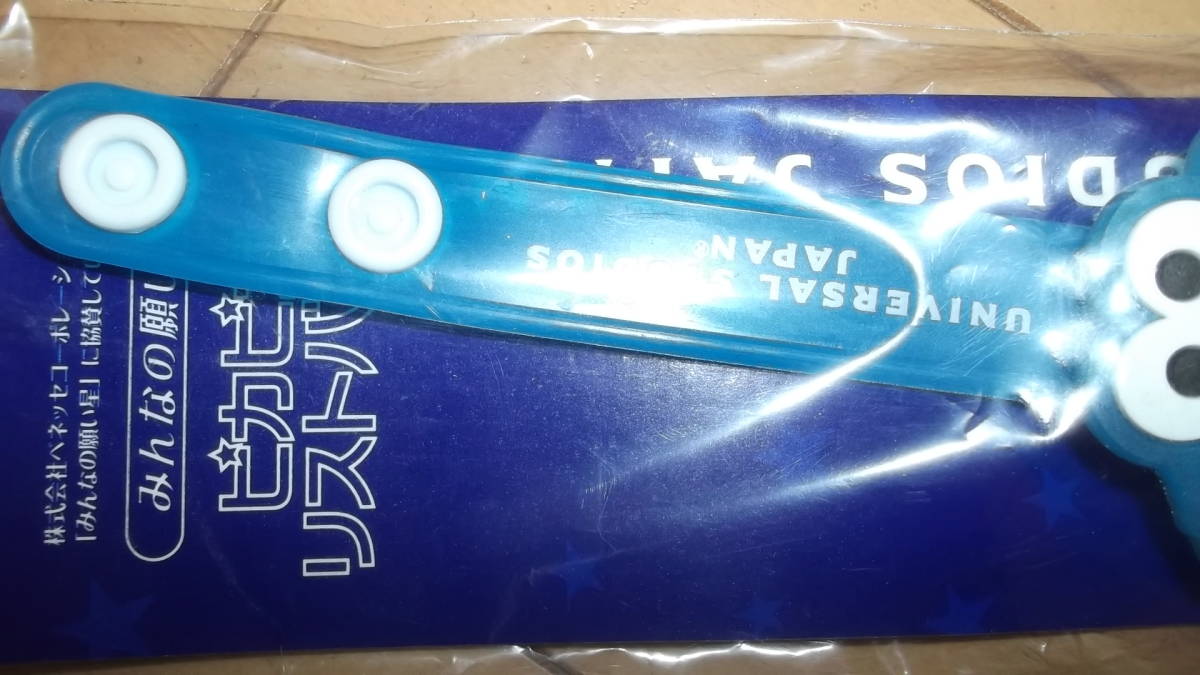 DIOS JA
UNIVERSAL STUDIOS
JAPAN®
株式会社ベネッセコーポレーシ
「みんなの願い星」に協賛して
みんなの願い
ピカピ
リストバ